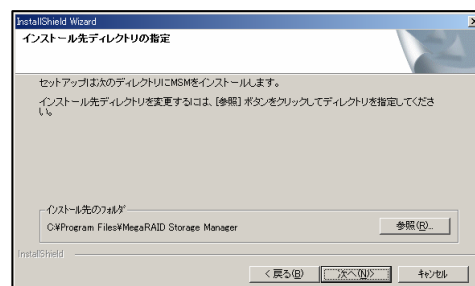 InstallShield Wizard
インストール先ディレクトリの指定
セットアップは次のディレクトリにMSMをインストールします。
インストール先ディレクトリを変更するには、[参照] ボタンをクリックしてディレクトリを指定してくださ
い。
インストール先のフォルダ
C:¥Program Files¥MegaRAID Storage Manager
参照(R)...
InstallShield
< 戻る(B)
次へ(N)>
キャンセル